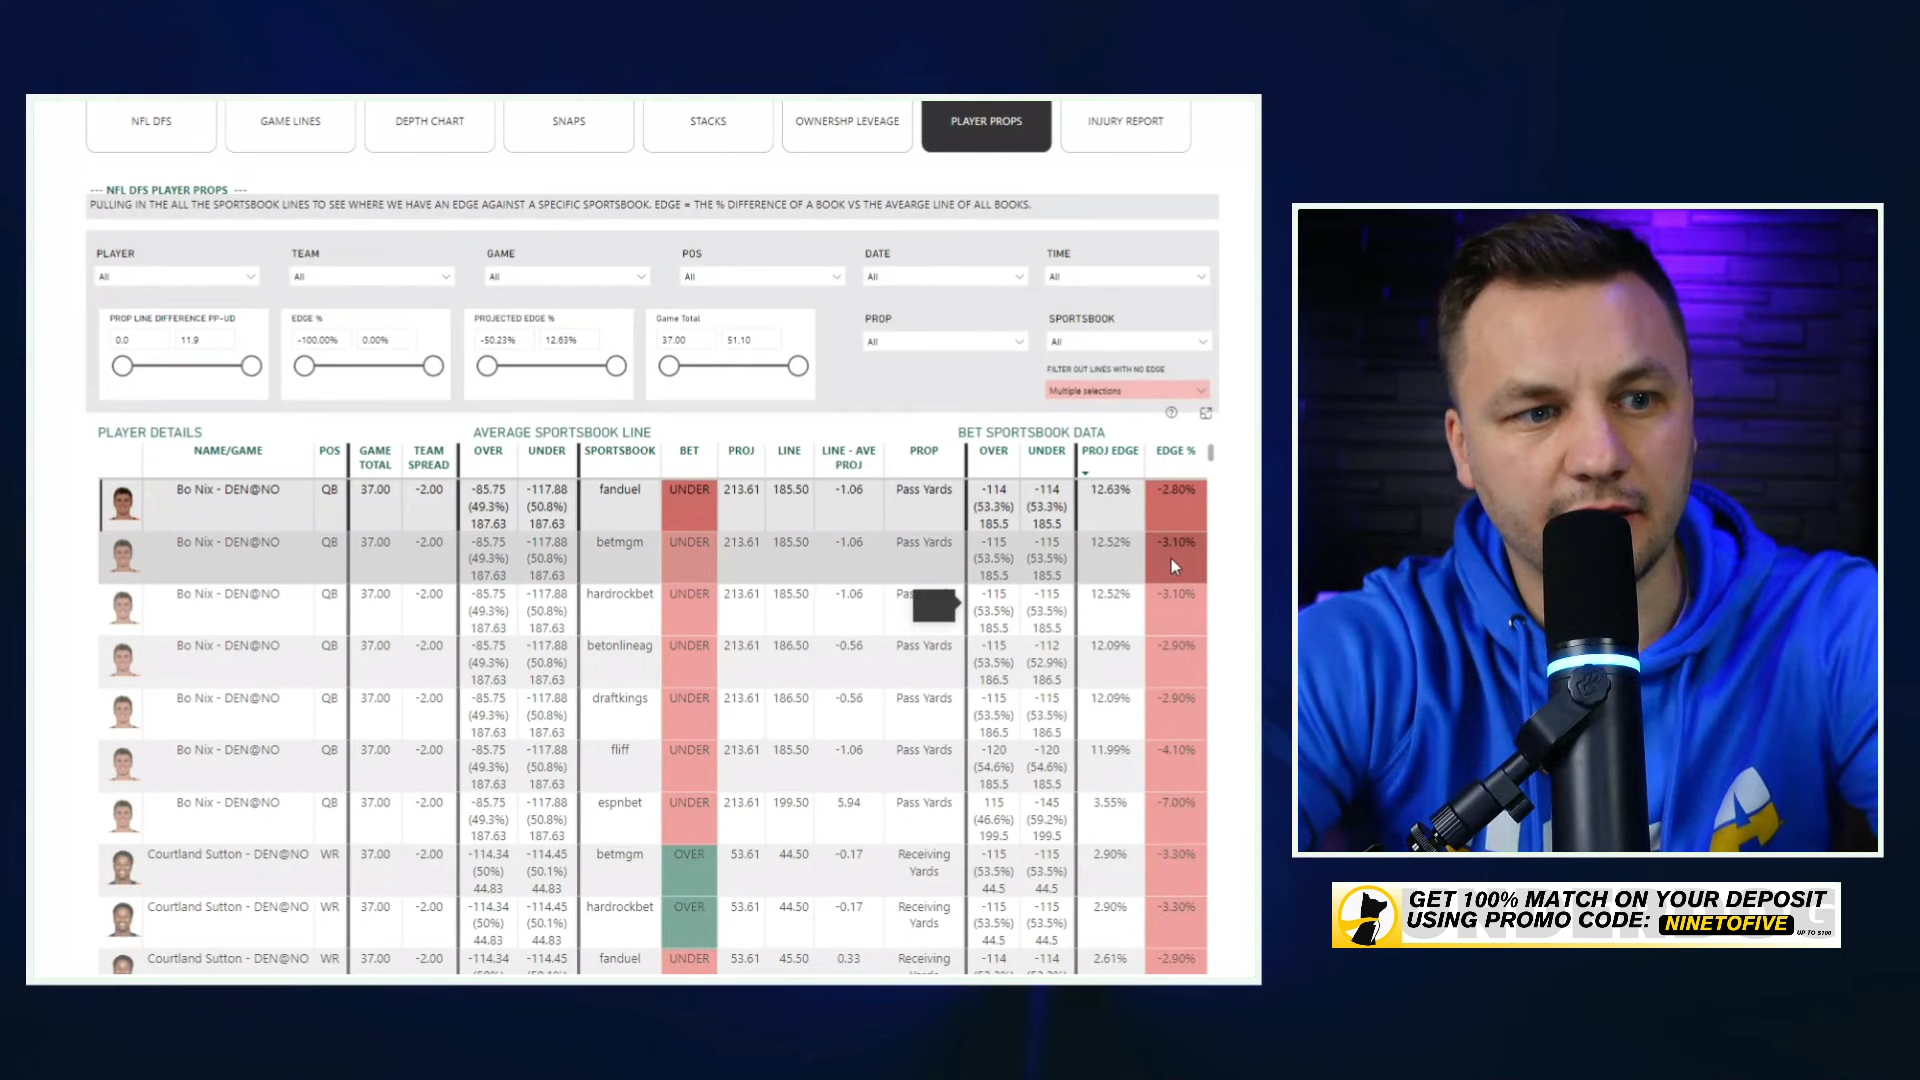 NFL DFS GAME LINES DEPTH CHART SNAPS STACKS OWNERSHP LEVEAGE PLAYER PROPS INJURY REPORT
--- NFL DFS PLAYER PROPS ---
PULLING IN THE ALL THE SPORTSBOOK LINES TO SEE WHERE WE HAVE AN EDGE AGAINST A SPECIFIC SPORTSBOOK. EDGE = THE % DIFFERENCE OF A BOOK VS THE AVEARGE LINE OF ALL BOOKS.
PLAYER TEAM GAME POS DATE TIME
All All All All All All
PROP LINE DIFFERENCE PP-UD EDGE % PROJECTED EDGE % Game Total PROP SPORTSBOOK
0.0 11.9 -100.00% 0.00% -50.23% 12.63% 37.00 51.10 All All
FILTER OUT LINES WITH NO EDGE
Multiple selections
PLAYER DETAILS AVERAGE SPORTSBOOK LINE BET SPORTSBOOK DATA
NAME/GAME POS GAME TEAM OVER UNDER SPORTSBOOK BET PROJ LINE LINE - AVE PROP OVER UNDER PROJ EDGE EDGE %
TOTAL SPREAD PROJ
Bo Nix - DEN@NO QB 37.00 -2.00 -85.75 -117.88 fanduel UNDER 213.61 185.50 -1.06 Pass Yards -114 -114 12.63% -2.80%
(49.3%) (50.8%) (53.3%) (53.3%)
187.63 187.63 185.5 185.5
Bo Nix - DEN@NO QB 37.00 -2.00 -85.75 -117.88 betmgm UNDER 213.61 185.50 -1.06 Pass Yards -115 -115 12.52% -3.10%
(49.3%) (50.8%) (53.5%) (53.5%)
187.63 187.63 185.5 185.5
Bo Nix - DEN@NO QB 37.00 -2.00 -85.75 -117.88 hardrockbet UNDER 213.61 185.50 -1.06 -115 -115 12.52% -3.10%
(49.3%) (50.8%) (53.5%) (53.5%)
187.63 187.63 185.5 185.5
Bo Nix - DEN@NO QB 37.00 -2.00 -85.75 -117.88 betonlineag UNDER 213.61 186.50 -0.56 Pass Yards -115 -112 12.09% -2.90%
(49.3%) (50.8%) (53.5%) (52.9%)
187.63 187.63 186.5 186.5
Bo Nix - DEN@NO QB 37.00 -2.00 -85.75 -117.88 draftkings UNDER 213.61 186.50 -0.56 Pass Yards -115 -115 12.09% -2.90%
(49.3%) (50.8%) (53.5%) (53.5%)
187.63 187.63 186.5 186.5
Bo Nix - DEN@NO QB 37.00 -2.00 -85.75 -117.88 fliff UNDER 213.61 185.50 -1.06 Pass Yards -120 -120 11.99% -4.10%
(49.3%) (50.8%) (54.6%) (54.6%)
187.63 187.63 185.5 185.5
Bo Nix - DEN@NO QB 37.00 -2.00 -85.75 -117.88 espnbet UNDER 213.61 199.50 5.94 Pass Yards 115 -145 3.55% -7.00%
(49.3%) (50.8%) (46.6%) (59.2%)
187.63 187.63 199.5 199.5
Courtland Sutton - DEN@NO WR 37.00 -2.00 -114.34 -114.45 betmgm OVER 53.61 44.50 -0.17 Receiving -115 -115 2.90% -3.30%
(50%) (50.1%) Yards (53.5%) (53.5%)
44.83 44.83 44.5 44.5
Courtland Sutton - DEN@NO WR 37.00 -2.00 -114.34 -114.45 hardrockbet OVER 53.61 44.50 -0.17 Receiving -115 -115 2.90% -3.30%
(50%) (50.1%) Yards (53.5%) (53.5%)
44.83 44.83 44.5 44.5
Courtland Sutton - DEN@NO WR 37.00 -2.00 -114.34 -114.45 fanduel UNDER 53.61 45.50 0.33 Receiving -114 -114 2.61% -2.90%
GET 100% MATCH ON YOUR DEPOSIT
USING PROMO CODE: NINETOFIVE UP TO $100